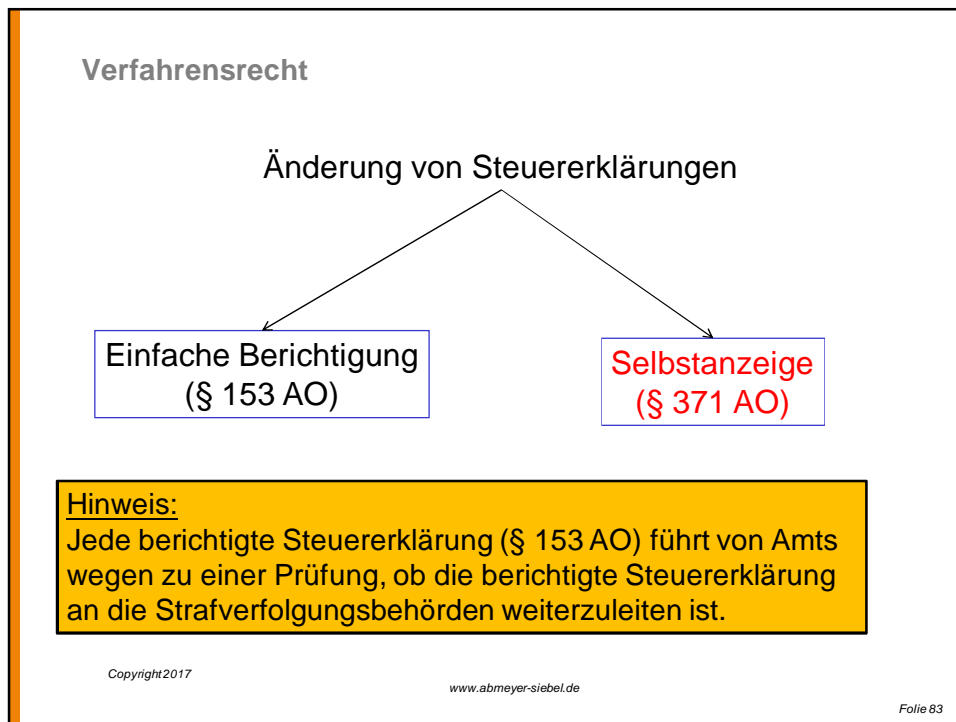 Verfahrensrecht
Änderung von Steuererklärungen
Einfache Berichtigung
(§ 153 AO)
Selbstanzeige
(§ 371 AO)
Hinweis:
Jede berichtigte Steuererklärung (§ 153 AO) führt von Amts
wegen zu einer Prüfung, ob die berichtigte Steuererklärung
an die Strafverfolgungsbehörden weiterzuleiten ist.
Copyright 2017
www.abmeyer-siebel.de
Folie 83